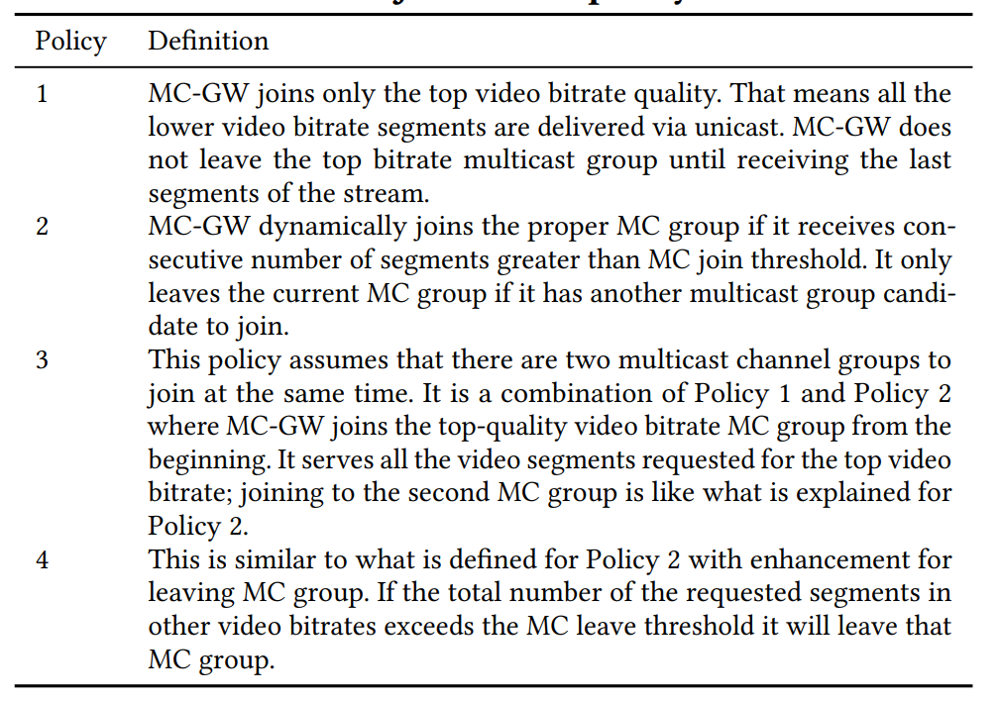 Policy Definition
1 MC-GW joins only the top video bitrate quality. That means all the
lower video bitrate segments are delivered via unicast. MC-GW does
not leave the top bitrate multicast group until receiving the last
segments of the stream.
2 MC-GW dynamically joins the proper MC group if it receives con-
secutive number of segments greater than MC join threshold. It only
leaves the current MC group if it has another multicast group candi-
date to join.
3 This policy assumes that there are two multicast channel groups to
join at the same time. It is a combination of Policy 1 and Policy 2
where MC-GW joins the top-quality video bitrate MC group from the
beginning. It serves all the video segments requested for the top video
bitrate; joining to the second MC group is like what is explained for
Policy 2.
4 This is similar to what is defined for Policy 2 with enhancement for
leaving MC group. If the total number of the requested segments in
other video bitrates exceeds the MC leave threshold it will leave that
MC group.